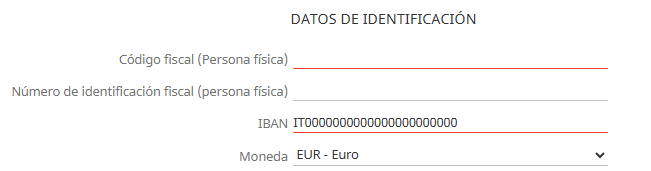 DATOS DE IDENTIFICACIÓN
Código fiscal (Persona física)
Número de identificación fiscal (persona física)
IBAN IT0000000000000000000000
Moneda EUR - Euro